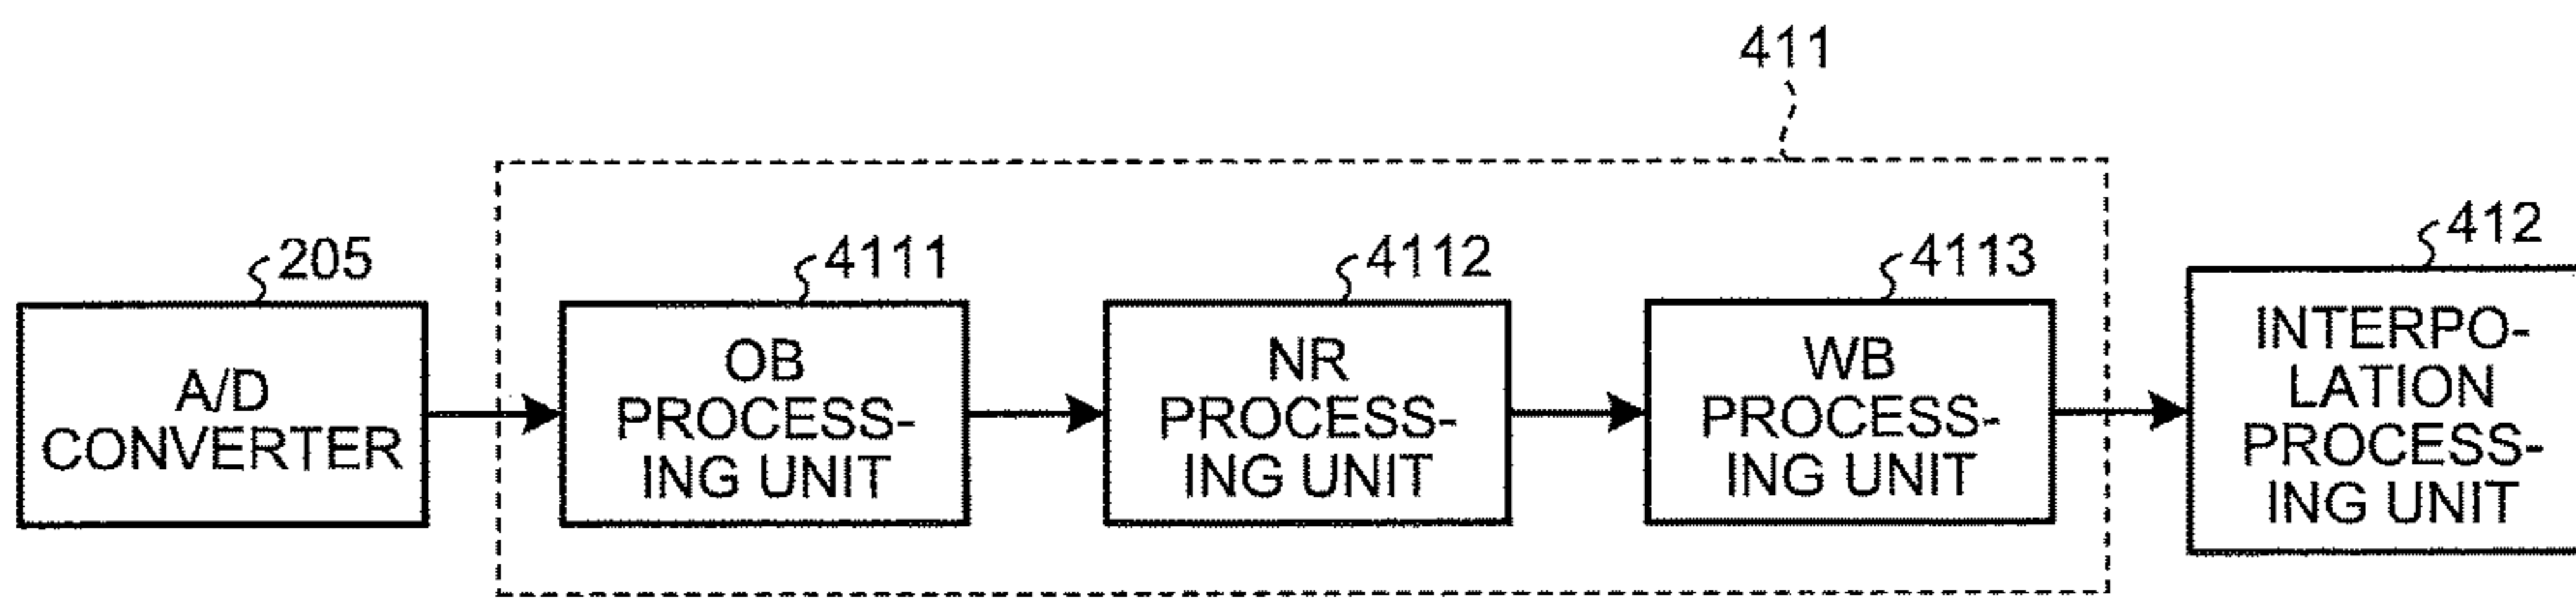 411
205
4111
4112
4113
412
A/D
CONVERTER
OB
PROCESS-
ING UNIT
NR
PROCESS-
ING UNIT
WB
PROCESS-
ING UNIT
INTERPO-
LATION
PROCESS-
ING UNIT